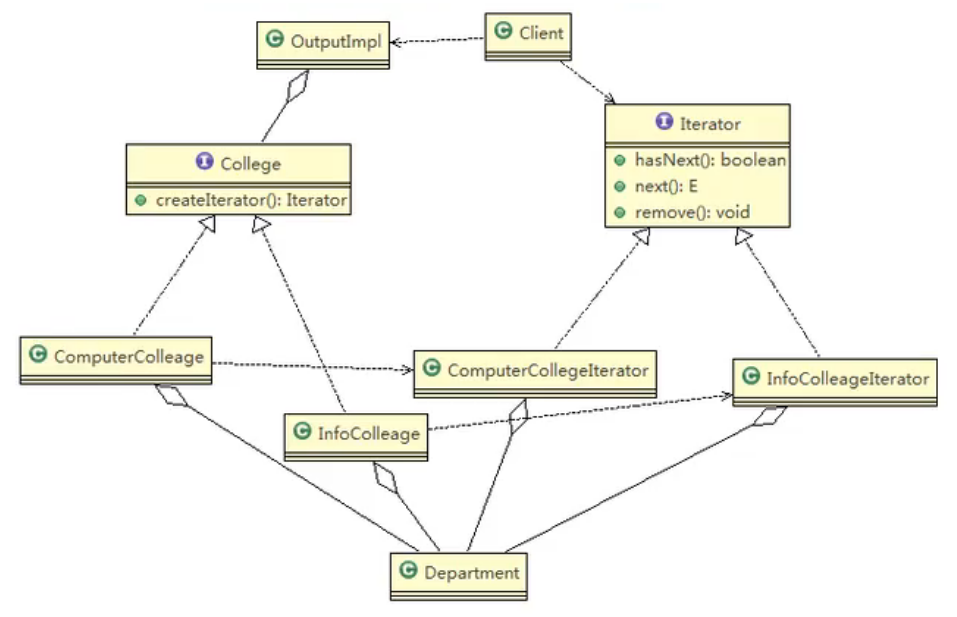 C OutputImpl
C Client
I Iterator
hasNext(): boolean
next(): E
remove(): void
I College
createIterator(): Iterator
C ComputerColleage
C ComputerCollegeIterator
C InfoColleageIterator
C InfoColleage
C Department